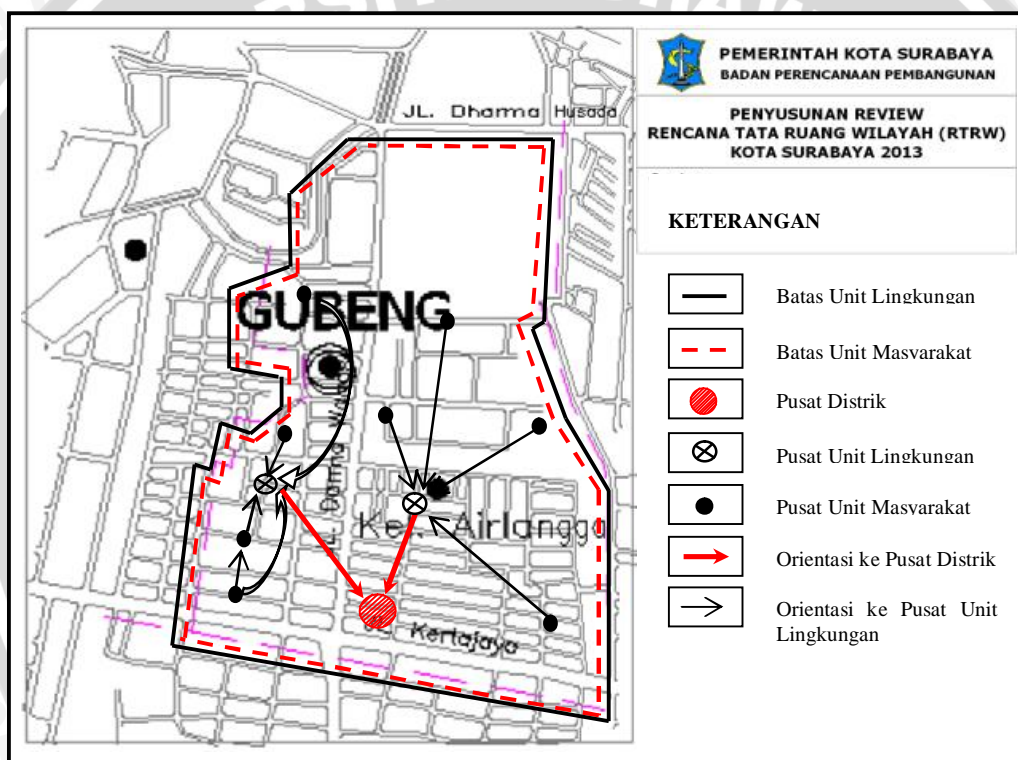 PEMERINTAH KOTA SURABAYA
BADAN PERENCANAAN PEMBANGUNAN
PENYUSUNAN REVIEW
RENCANA TATA RUANG WILAYAH (RTRW)
KOTA SURABAYA 2013
KETERANGAN
Batas Unit Lingkungan
Batas Unit Masyarakat
Pusat Distrik
Pusat Unit Lingkungan
Pusat Unit Masyarakat
Orientasi ke Pusat Distrik
Orientasi ke Pusat Unit
Lingkungan
JL. Dharma Husada
GUBENG
Darma
Kel. Airlangga
Kertajaya